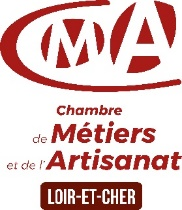 CMA
Chambre
de Métiers
et de l'Artisanat
LOIR-ET-CHER